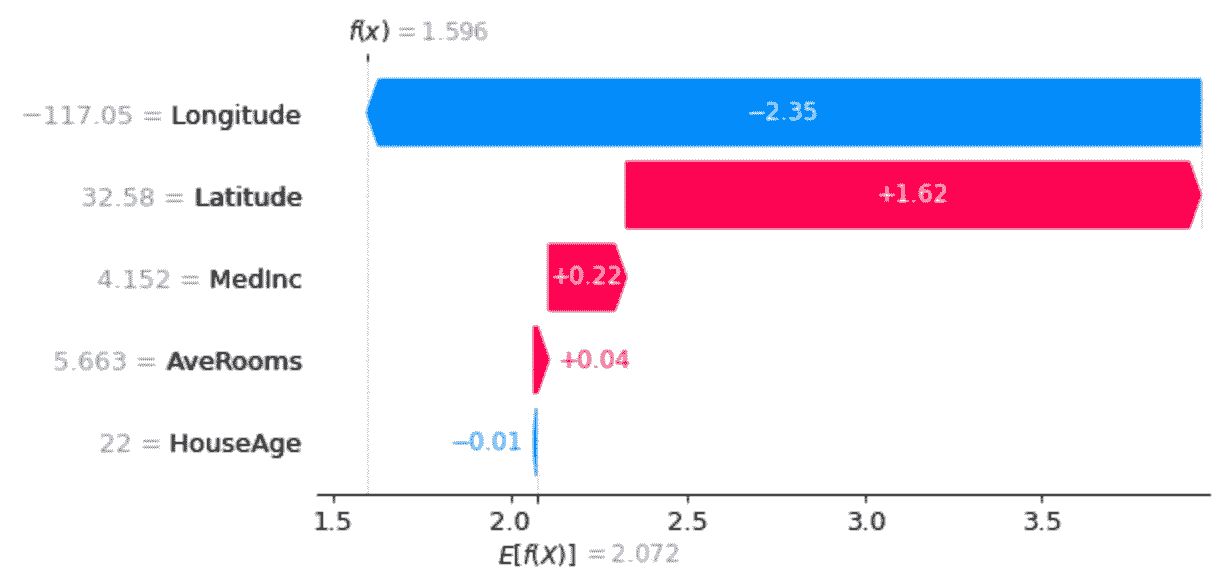 f(x) = 1.596
−117.05 = Longitude
−2.35
32.58 = Latitude
+1.62
4.152 = MedInc
+0.22
5.663 = AveRooms
+0.04
22 = HouseAge
−0.01
1.5 2.0 2.5 3.0 3.5
E[f(X)] = 2.072